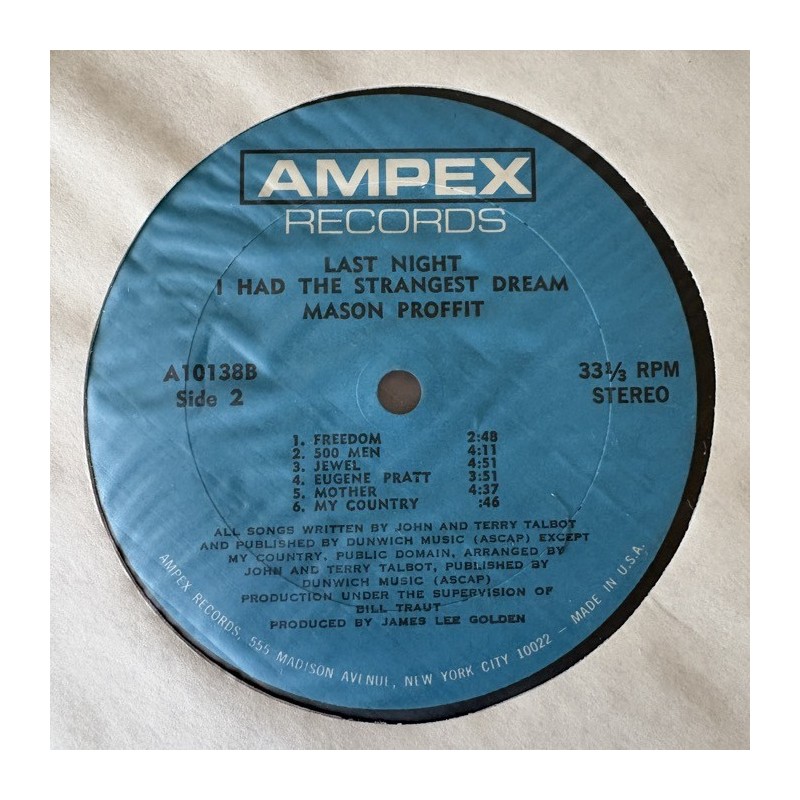 AMPEX
RECORDS
LAST NIGHT
I HAD THE STRANGEST DREAM
MASON PROFFIT
A10138B
Side 2
33⅓ RPM
STEREO
1. FREEDOM 2:48
2. 500 MEN 4:11
3. JEWEL 4:51
4. EUGENE PRATT 3:51
5. MOTHER 4:37
6. MY COUNTRY :46
ALL SONGS WRITTEN BY JOHN AND TERRY TALBOT
AND PUBLISHED BY DUNWICH MUSIC (ASCAP) EXCEPT
MY COUNTRY, PUBLIC DOMAIN, ARRANGED BY
JOHN AND TERRY TALBOT, PUBLISHED BY
DUNWICH MUSIC (ASCAP)
PRODUCTION UNDER THE SUPERVISION OF
BILL TRAUT
PRODUCED BY JAMES LEE GOLDEN
AMPEX RECORDS, 555 MADISON AVENUE, NEW YORK CITY 10022 — MADE IN U.S.A.